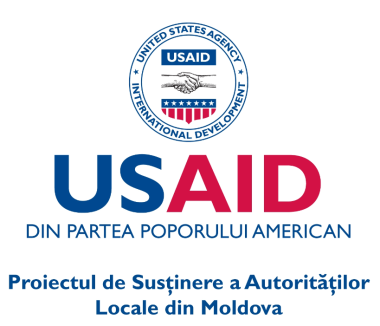 UNITED STATES AGENCY
USAID
INTERNATIONAL DEVELOPMENT
USAID
DIN PARTEA POPORULUI AMERICAN
Proiectul de Susținere a Autorităților
Locale din Moldova